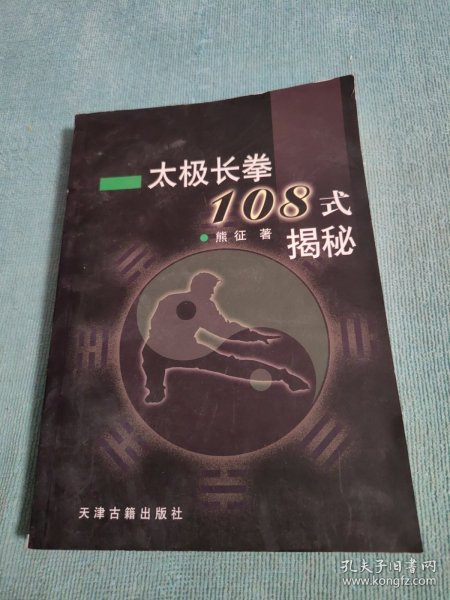 太极长拳
108式
熊征 著
揭秘
天津古籍出版社
孔夫子旧书网
www.kongfz.com